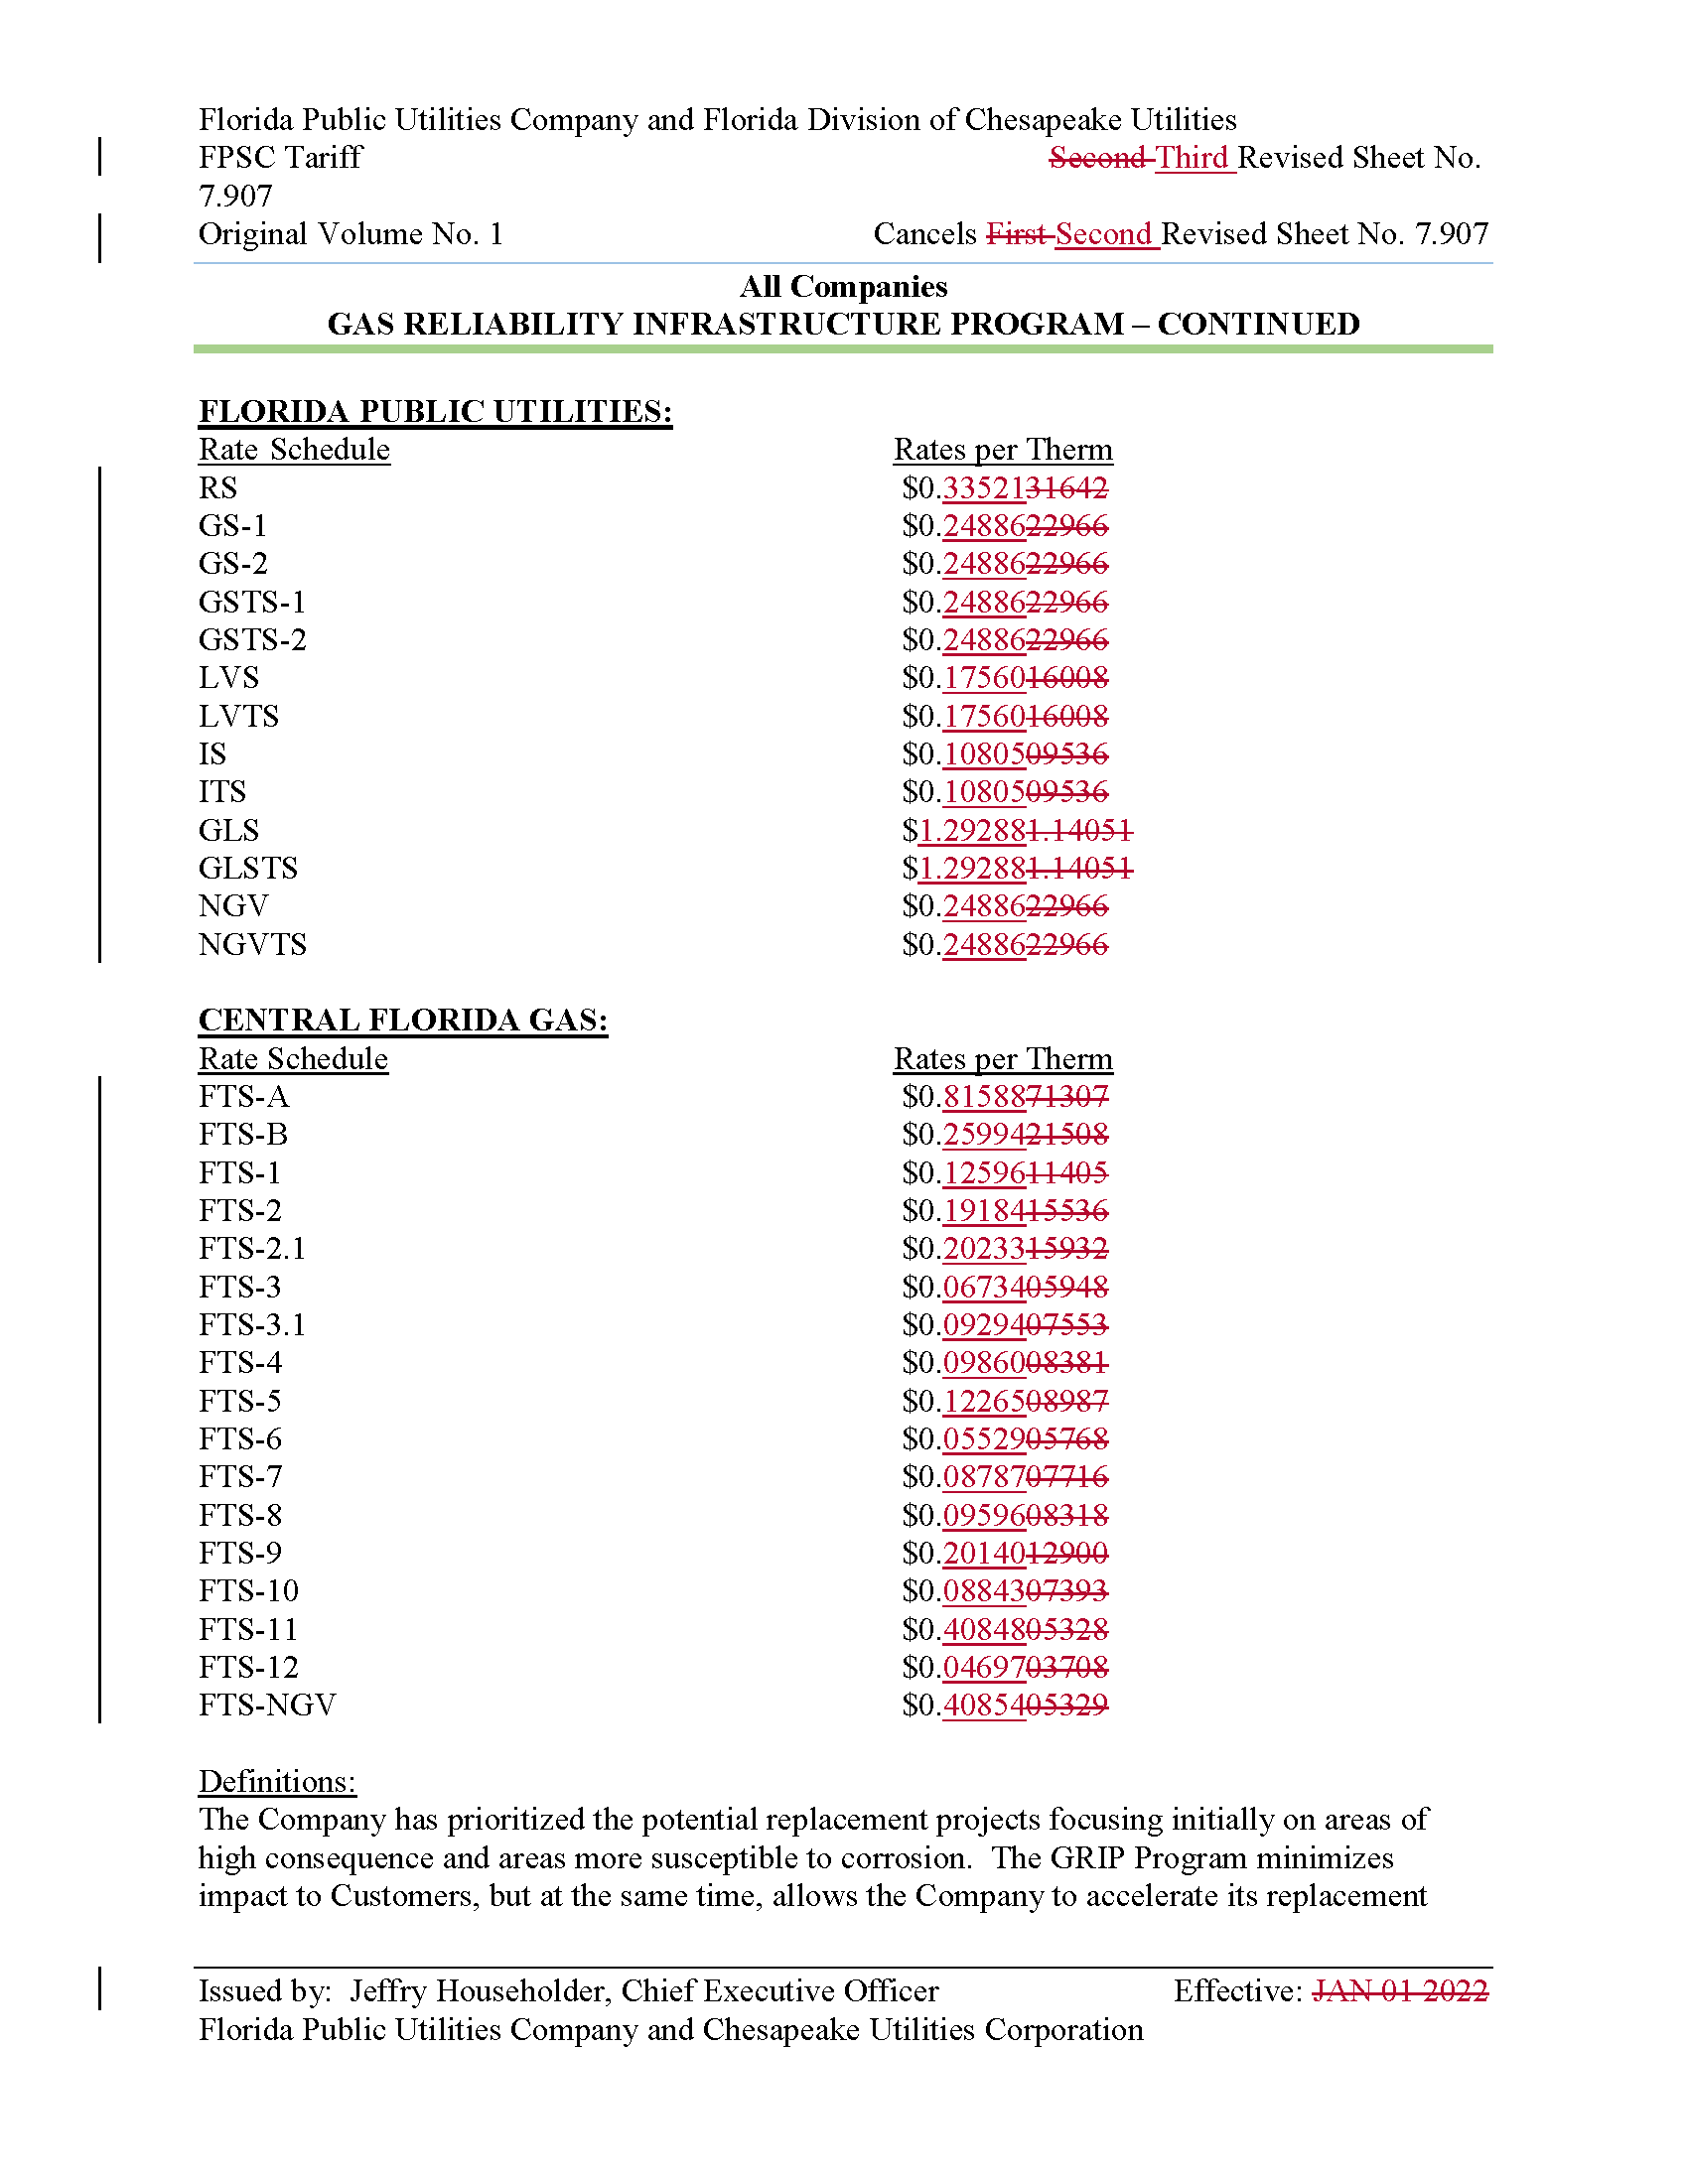 Florida Public Utilities Company and Florida Division of Chesapeake Utilities
FPSC Tariff Second Third Revised Sheet No.
7.907
Original Volume No. 1 Cancels First Second Revised Sheet No. 7.907
All Companies
GAS RELIABILITY INFRASTRUCTURE PROGRAM – CONTINUED
FLORIDA PUBLIC UTILITIES:
Rate Schedule Rates per Therm
RS $0.3352131642
GS-1 $0.2488622966
GS-2 $0.2488622966
GSTS-1 $0.2488622966
GSTS-2 $0.2488622966
LVS $0.1756016008
LVTS $0.1756016008
IS $0.1080509536
ITS $0.1080509536
GLS $1.292881.14051
GLSTS $1.292881.14051
NGV $0.2488622966
NGVTS $0.2488622966
CENTRAL FLORIDA GAS:
Rate Schedule Rates per Therm
FTS-A $0.8158871307
FTS-B $0.2599421508
FTS-1 $0.1259611405
FTS-2 $0.1918415536
FTS-2.1 $0.2023315932
FTS-3 $0.0673405948
FTS-3.1 $0.0929407553
FTS-4 $0.0986008381
FTS-5 $0.1226508987
FTS-6 $0.0552905768
FTS-7 $0.0878707716
FTS-8 $0.0959608318
FTS-9 $0.2014012900
FTS-10 $0.0884307393
FTS-11 $0.4084805328
FTS-12 $0.0469703708
FTS-NGV $0.4085405329
Definitions:
The Company has prioritized the potential replacement projects focusing initially on areas of
high consequence and areas more susceptible to corrosion.  The GRIP Program minimizes
impact to Customers, but at the same time, allows the Company to accelerate its replacement
Issued by:  Jeffry Householder, Chief Executive Officer Effective: JAN 01 2022
Florida Public Utilities Company and Chesapeake Utilities Corporation